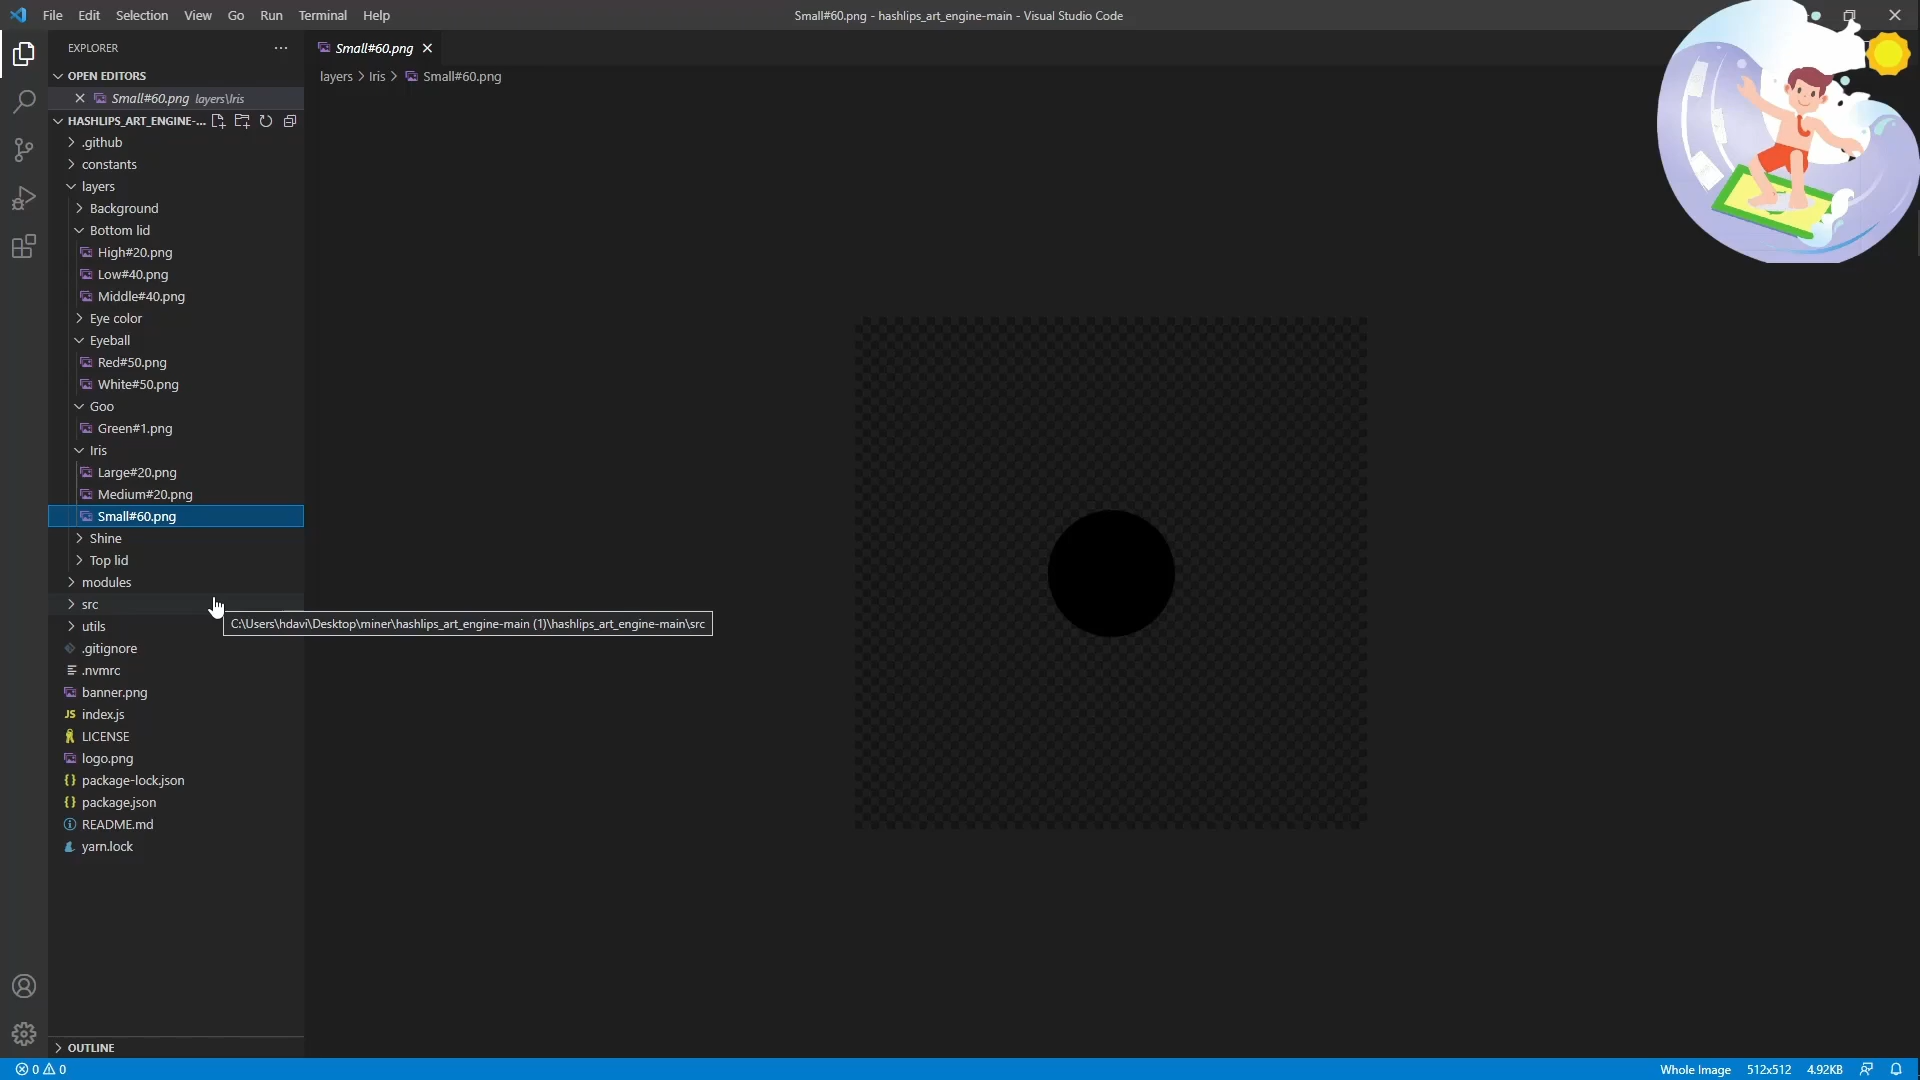 File Edit Selection View Go Run Terminal Help
Small#60.png - hashlips_art_engine-main - Visual Studio Code
EXPLORER
Small#60.png
OPEN EDITORS
layers > Iris > Small#60.png
Small#60.png layers\Iris
HASHLIPS_ART_ENGINE-...
.github
constants
layers
Background
Bottom lid
High#20.png
Low#40.png
Middle#40.png
Eye color
Eyeball
Red#50.png
White#50.png
Goo
Green#1.png
Iris
Large#20.png
Medium#20.png
Small#60.png
Shine
Top lid
modules
src
C:\Users\hdavi\Desktop\miner\hashlips_art_engine-main (1)\hashlips_art_engine-main\src
utils
.gitignore
.nvmrc
banner.png
JS index.js
LICENSE
logo.png
{} package-lock.json
{} package.json
README.md
yarn.lock
OUTLINE
0 0
Whole Image 512x512 4.92KB